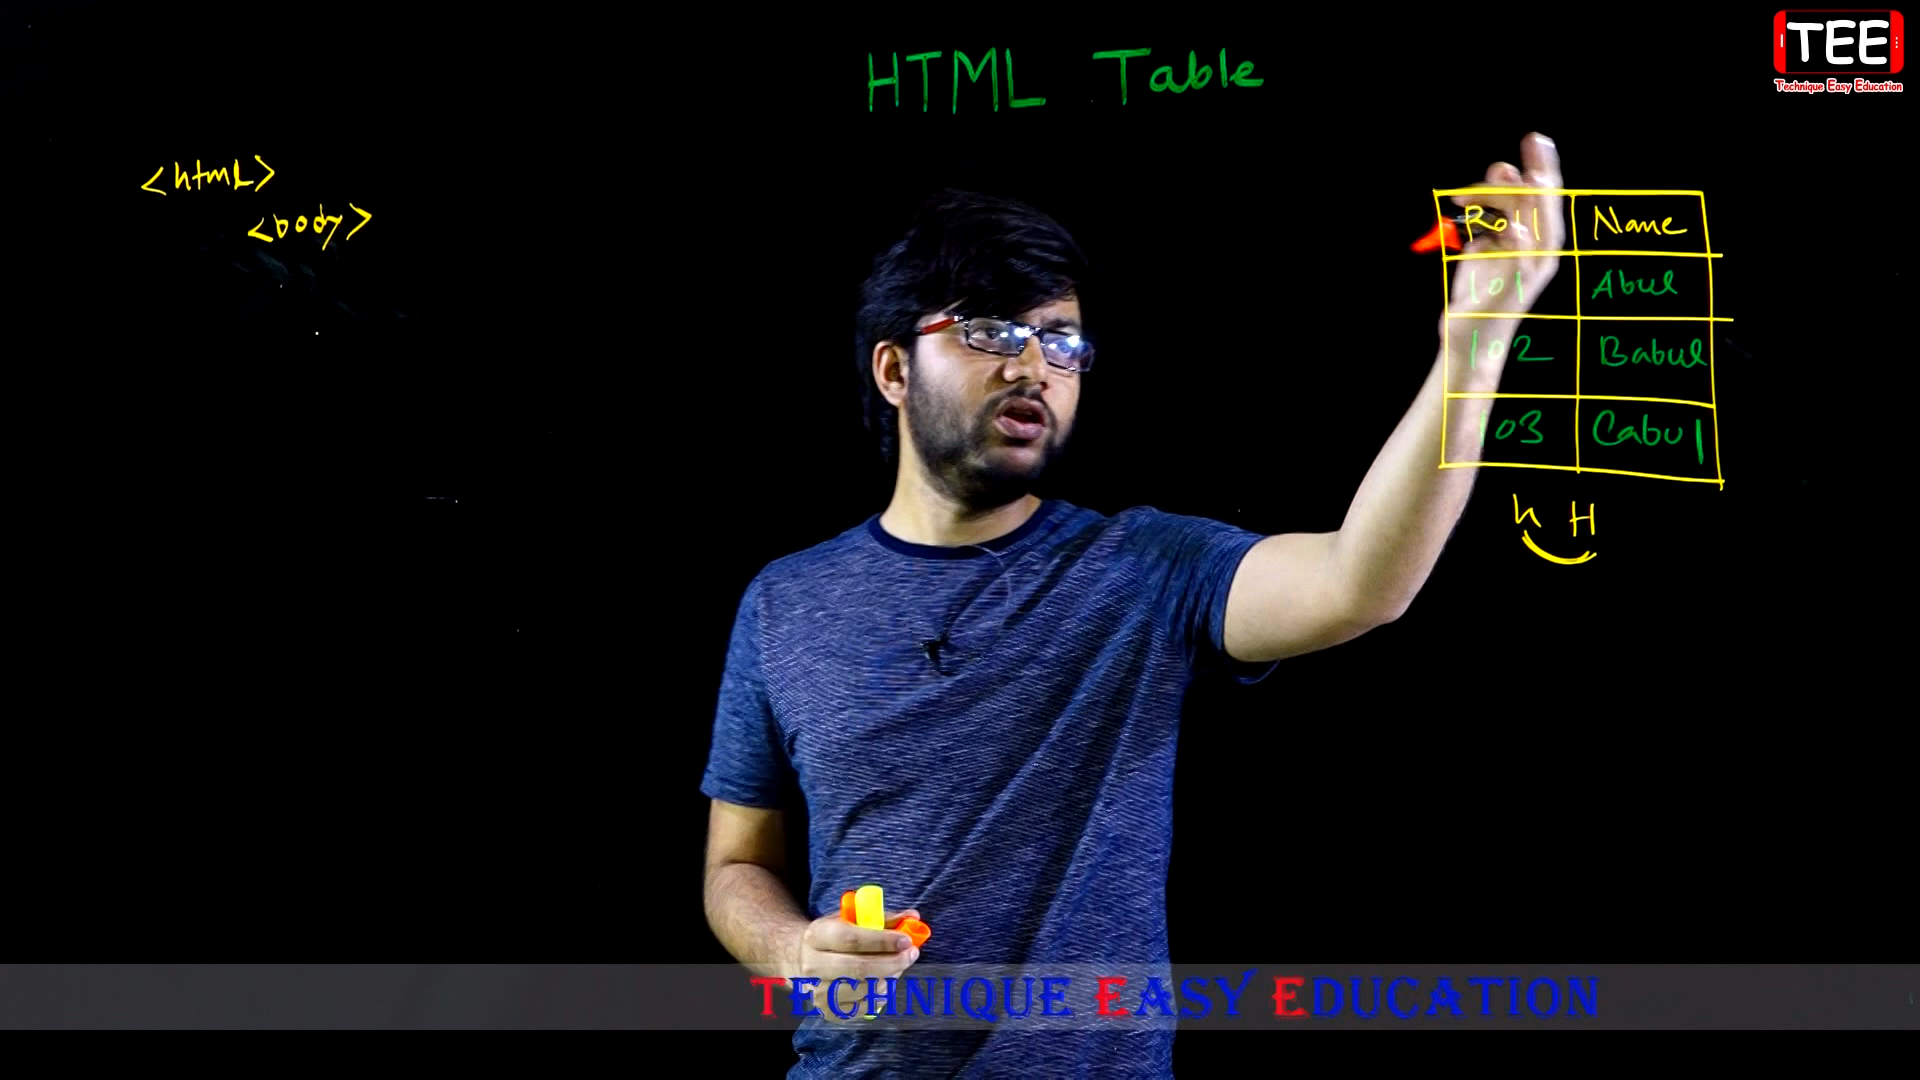 TEE
Technique Easy Education
HTML Table
<html>
<body>
Roll Name
101 Abul
102 Babul
103 Cabul
h H
TECHNIQUE EASY EDUCATION